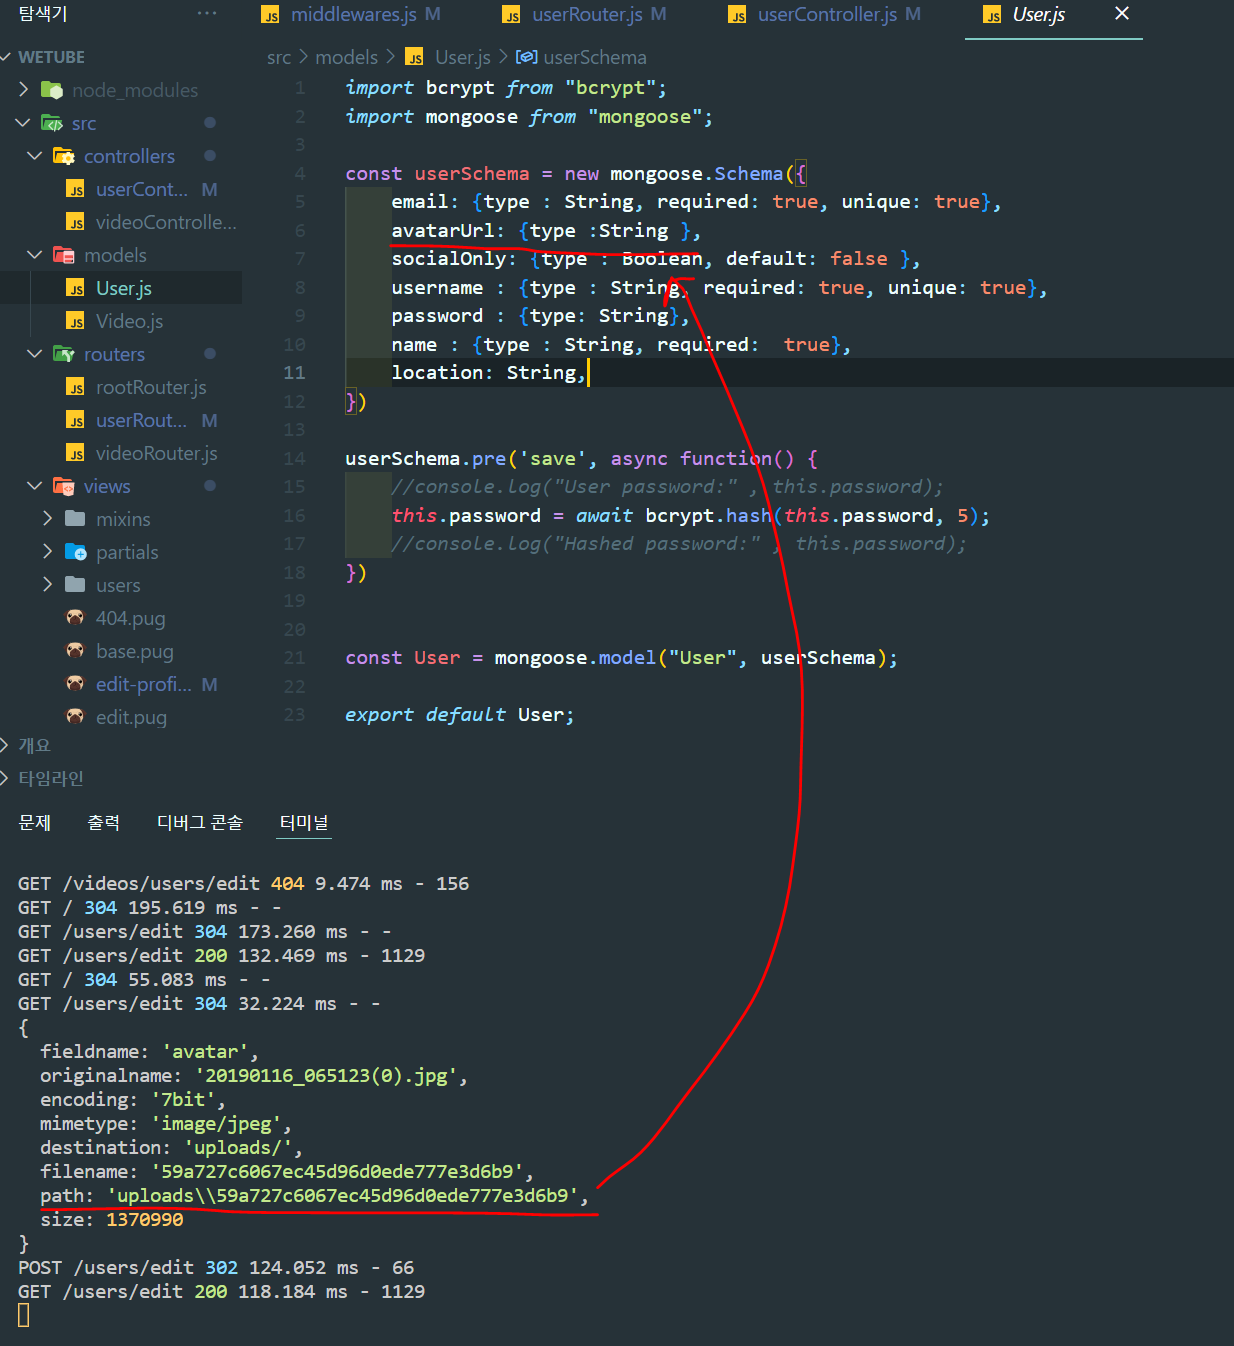 탐색기 ···
JS middlewares.js M JS userRouter.js M JS userController.js M JS User.js ×
WETUBE
node_modules
src
controllers
JS userCont... M
JS videoControlle...
models
JS User.js
JS Video.js
routers
JS rootRouter.js
JS userRout... M
JS videoRouter.js
views
mixins
partials
users
404.pug
base.pug
edit-profi... M
edit.pug
개요
타임라인
src > models > JS User.js > userSchema
1 import bcrypt from "bcrypt";
2 import mongoose from "mongoose";
3
4 const userSchema = new mongoose.Schema({
5 email: {type : String, required: true, unique: true},
6 avatarUrl: {type :String },
7 socialOnly: {type : Boolean, default: false },
8 username : {type : String, required: true, unique: true},
9 password : {type: String},
10 name : {type : String, required:  true},
11 location: String,
12 })
13
14 userSchema.pre('save', async function() {
15 //console.log("User password:" , this.password);
16 this.password = await bcrypt.hash(this.password, 5);
17 //console.log("Hashed password:" , this.password);
18 })
19
20
21 const User = mongoose.model("User", userSchema);
22
23 export default User;
문제 출력 디버그 콘솔 터미널
GET /videos/users/edit 404 9.474 ms - 156
GET / 304 195.619 ms - -
GET /users/edit 304 173.260 ms - -
GET /users/edit 200 132.469 ms - 1129
GET / 304 55.083 ms - -
GET /users/edit 304 32.224 ms - -
{
fieldname: 'avatar',
originalname: '20190116_065123(0).jpg',
encoding: '7bit',
mimetype: 'image/jpeg',
destination: 'uploads/',
filename: '59a727c6067ec45d96d0ede777e3d6b9',
path: 'uploads\\59a727c6067ec45d96d0ede777e3d6b9',
size: 1370990
}
POST /users/edit 302 124.052 ms - 66
GET /users/edit 200 118.184 ms - 1129